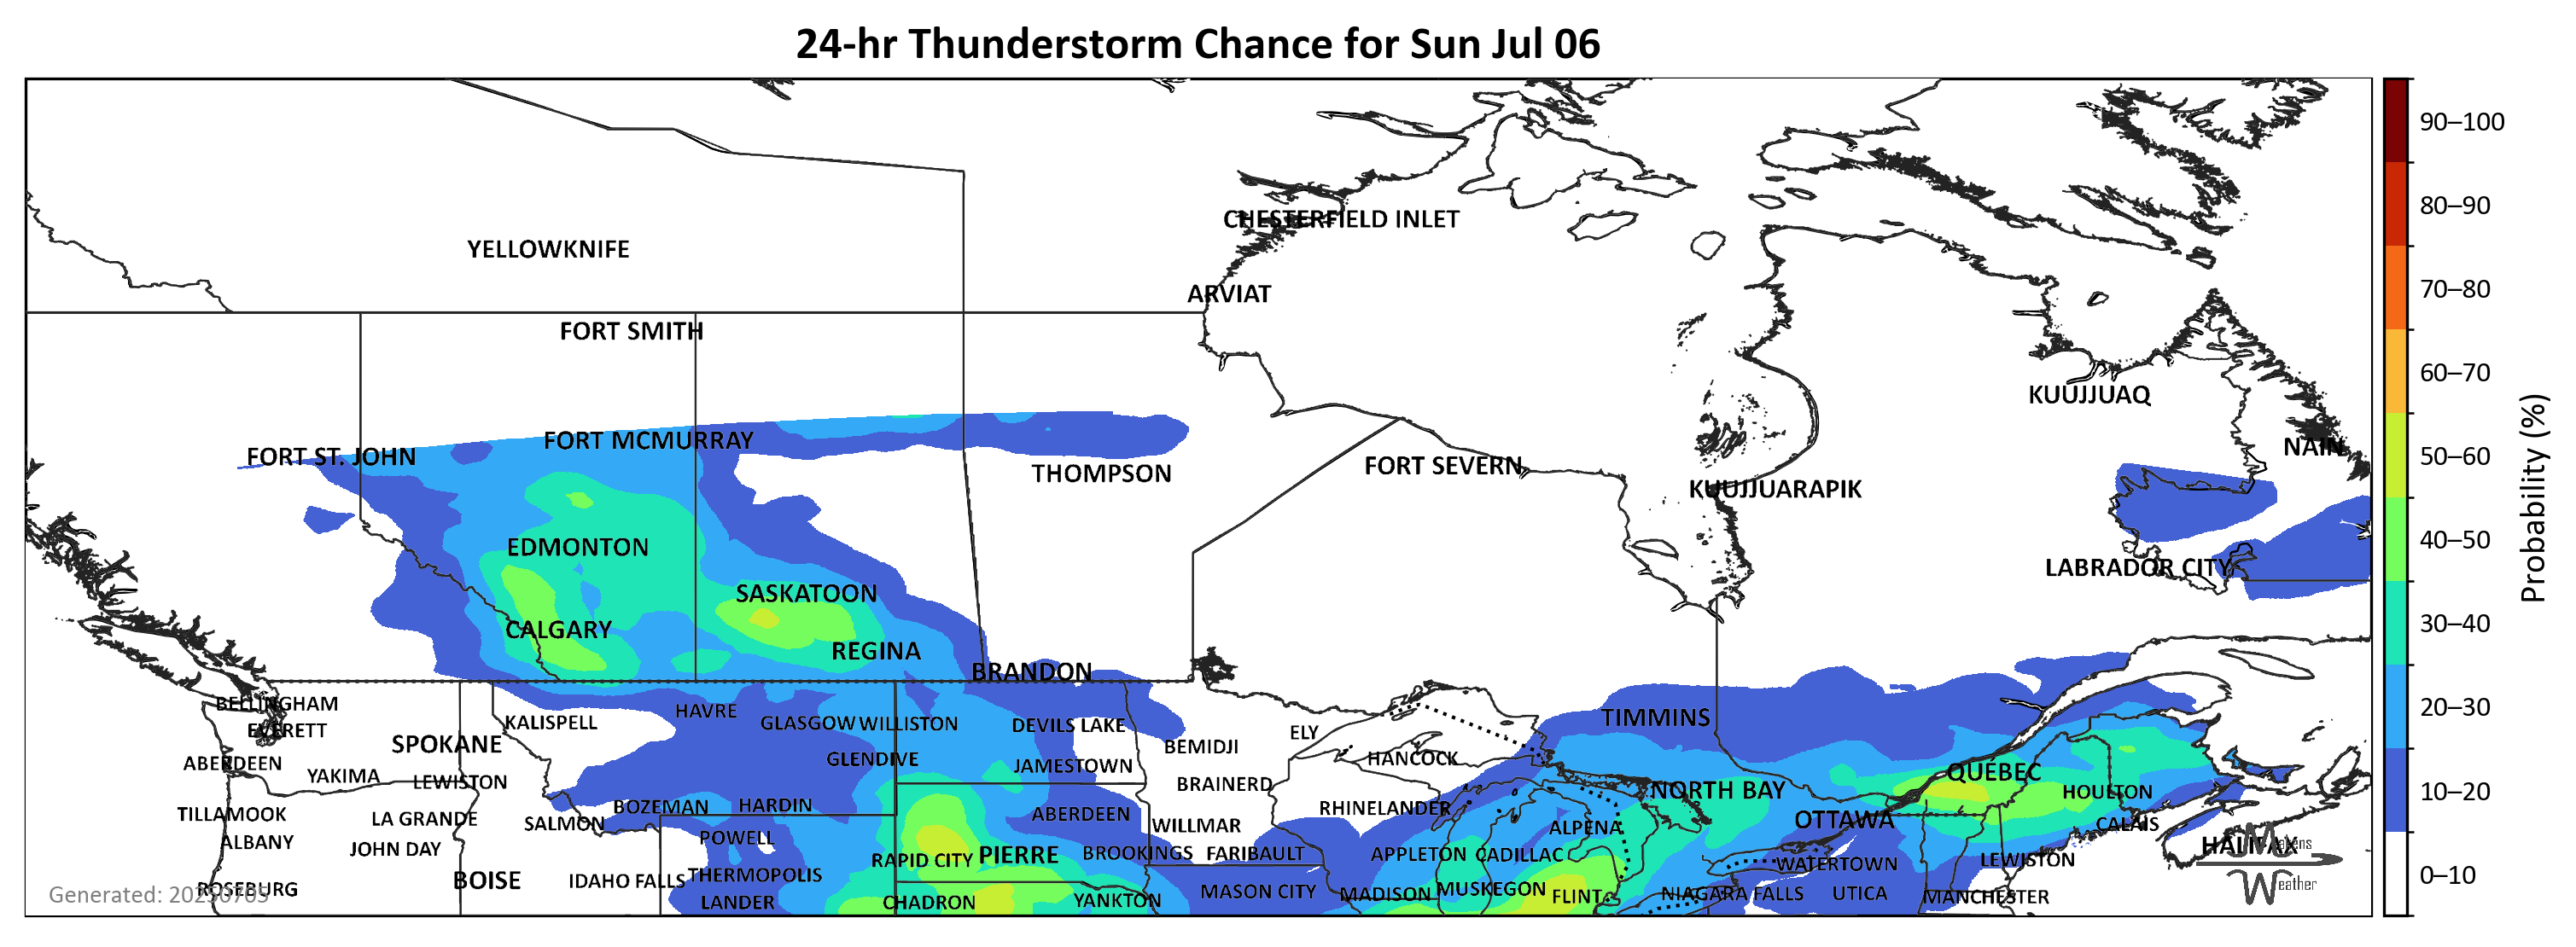 24-hr Thunderstorm Chance for Sun Jul 06
90–100
80–90
CHESTERFIELD INLET
YELLOWKNIFE
70–80
ARVIAT
FORT SMITH
60–70
KUUJJUAQ
Probability (%)
FORT MCMURRAY
NAIN
FORT ST. JOHN
50–60
FORT SEVERN
THOMPSON
KUUJJUARAPIK
40–50
EDMONTON
LABRADOR CITY
SASKATOON
30–40
CALGARY
REGINA
BRANDON
BELLINGHAM
20–30
HAVRE
TIMMINS
KALISPELL
GLASGOW
WILLISTON
DEVILS LAKE
EVERETT
ELY
SPOKANE
BEMIDJI
HANCOCK
GLENDIVE
ABERDEEN
JAMESTOWN
QUÉBEC
YAKIMA
LEWISTON
BRAINERD
NORTH BAY
HOULTON
10–20
BOZEMAN
HARDIN
RHINELANDER
TILLAMOOK
ABERDEEN
LA GRANDE
OTTAWA
SALMON
WILLMAR
ALPENA
CALAIS
POWELL
ALBANY
HALIFAX
Makens
JOHN DAY
BROOKINGS
FARIBAULT
APPLETON
CADILLAC
PIERRE
RAPID CITY
LEWISTON
WATERTOWN
THERMOPOLIS
0–10
BOISE
IDAHO FALLS
Weather
ROSEBURG
MUSKEGON
MASON CITY
MADISON
NIAGARA FALLS
UTICA
Generated: 20250705
FLINT
MANCHESTER
LANDER
CHADRON
YANKTON